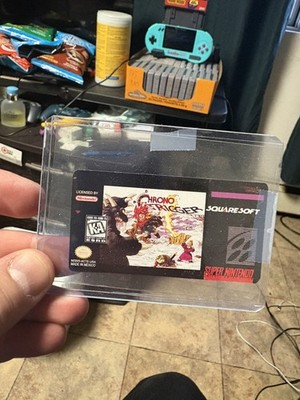 LICENSED BY
Nintendo
CHRONO
TRIGGER
SQUARESOFT
K-A
MADE IN MEXICO
SUPER NINTENDO